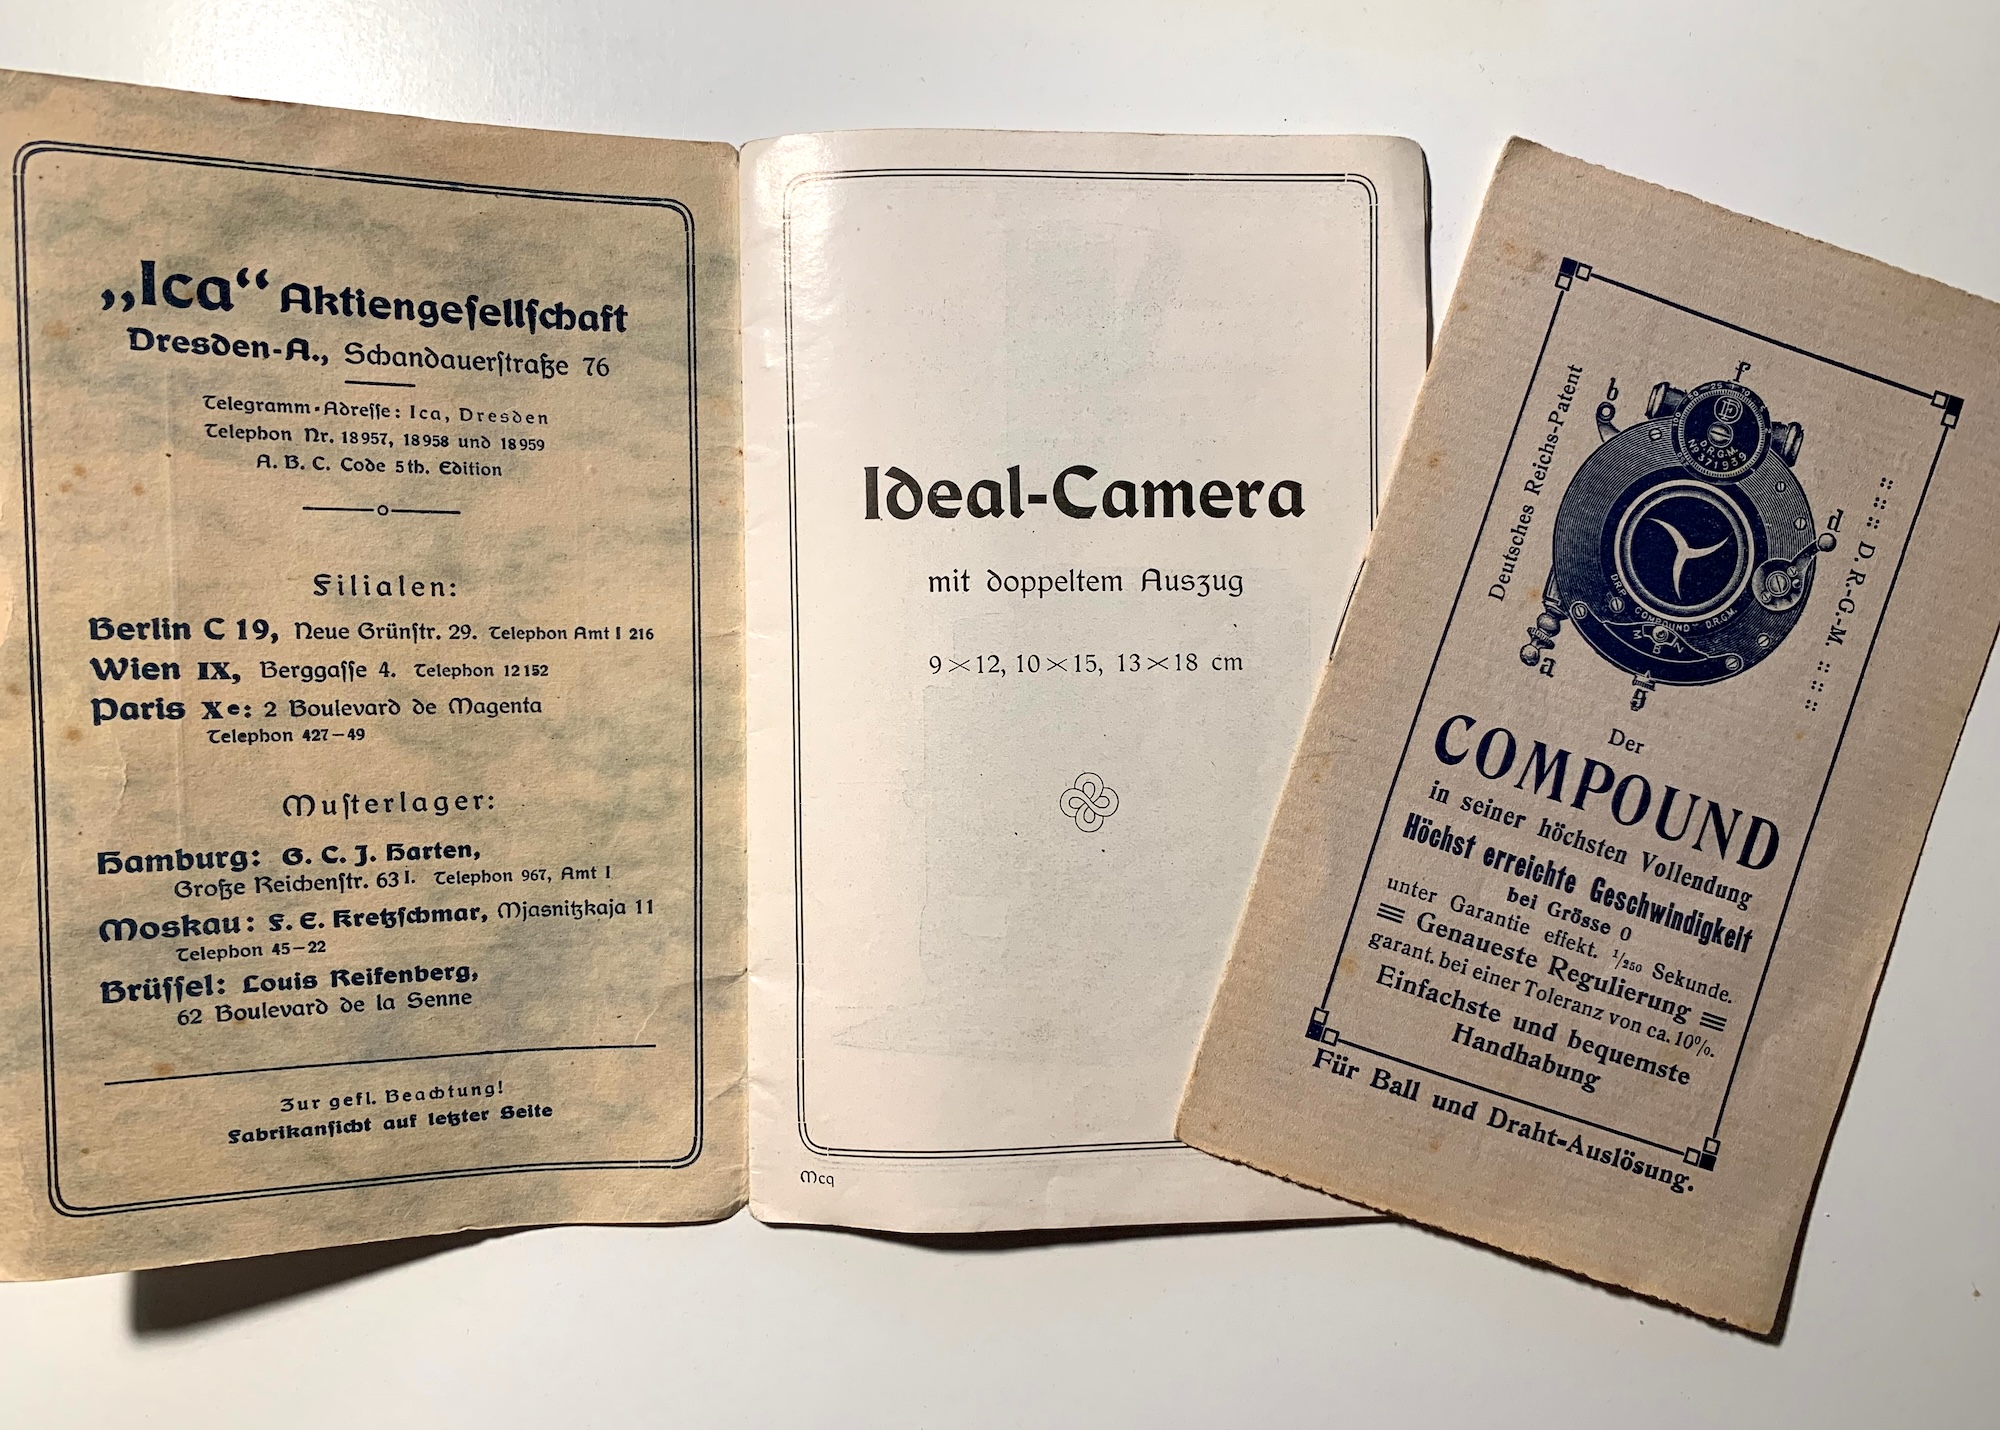 „Ica“ Aktiengeſellſchaft
Dresden-A., Schandauerſtraße 76
Telegramm-Adreſſe: Ica, Dresden
Telephon Nr. 18957, 18958 und 18959
A. B. C. Code 5th. Edition
Filialen:
Berlin C 19, Neue Grünſtr. 29. Telephon Amt I 216
Wien IX, Berggaſſe 4. Telephon 12152
Paris Xe: 2 Boulevard de Magenta
Telephon 427—49
Muſterlager:
Hamburg: G. C. J. Harten,
Große Reichenſtr. 63 I. Telephon 967, Amt I
Moskau: F. E. Kretzſchmar, Mjasnitzkaja 11
Telephon 45—22
Brüſſel: Louis Reifenberg,
62 Boulevard de la Senne
Zur gefl. Beachtung!
Fabrikanſicht auf letzter Seite
Ideal-Camera
mit doppeltem Auszug
9×12, 10×15, 13×18 cm
Mcq
Deutsches Reichs-Patent
D. R.-G.-M.
b
f
a
g
D.R.G.M.
No 371939
D.R.P. COMPOUND D.R.G.M.
M B Z
Der
COMPOUND
in seiner höchsten Vollendung
Höchst erreichte Geschwindigkeit
bei Grösse 0
unter Garantie effekt. 1/250 Sekunde.
Genaueste Regulierung
garant. bei einer Toleranz von ca. 10%.
Einfachste und bequemste
Handhabung
Für Ball und Draht-Auslösung.